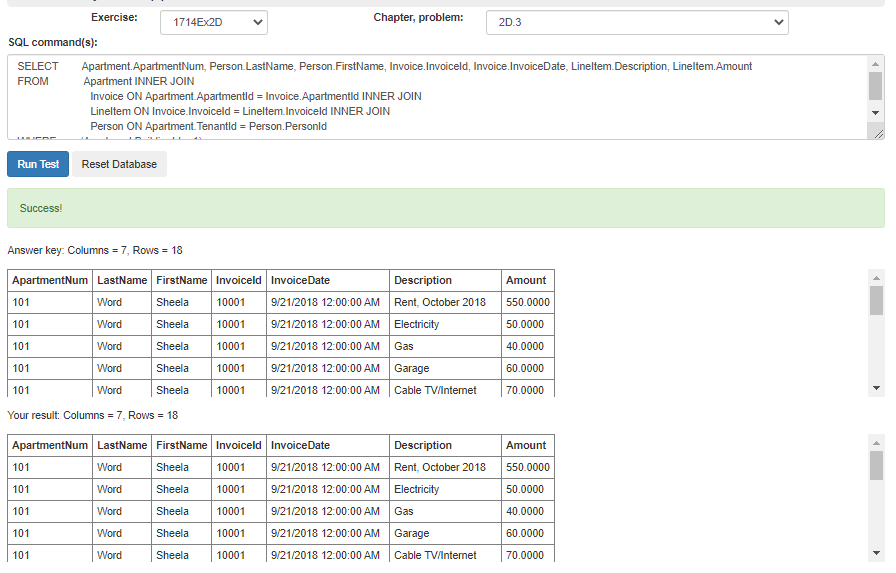 Exercise: 1714Ex2D Chapter, problem: 2D.3
SQL command(s):
SELECT Apartment.ApartmentNum, Person.LastName, Person.FirstName, Invoice.InvoiceId, Invoice.InvoiceDate, LineItem.Description, LineItem.Amount
FROM Apartment INNER JOIN
Invoice ON Apartment.ApartmentId = Invoice.ApartmentId INNER JOIN
LineItem ON Invoice.InvoiceId = LineItem.InvoiceId INNER JOIN
Person ON Apartment.TenantId = Person.PersonId
Run Test Reset Database
Success!
Answer key: Columns = 7, Rows = 18
ApartmentNum LastName FirstName InvoiceId InvoiceDate Description Amount
101 Word Sheela 10001 9/21/2018 12:00:00 AM Rent, October 2018 550.0000
101 Word Sheela 10001 9/21/2018 12:00:00 AM Electricity 50.0000
101 Word Sheela 10001 9/21/2018 12:00:00 AM Gas 40.0000
101 Word Sheela 10001 9/21/2018 12:00:00 AM Garage 60.0000
101 Word Sheela 10001 9/21/2018 12:00:00 AM Cable TV/Internet 70.0000
Your result: Columns = 7, Rows = 18
ApartmentNum LastName FirstName InvoiceId InvoiceDate Description Amount
101 Word Sheela 10001 9/21/2018 12:00:00 AM Rent, October 2018 550.0000
101 Word Sheela 10001 9/21/2018 12:00:00 AM Electricity 50.0000
101 Word Sheela 10001 9/21/2018 12:00:00 AM Gas 40.0000
101 Word Sheela 10001 9/21/2018 12:00:00 AM Garage 60.0000
101 Word Sheela 10001 9/21/2018 12:00:00 AM Cable TV/Internet 70.0000